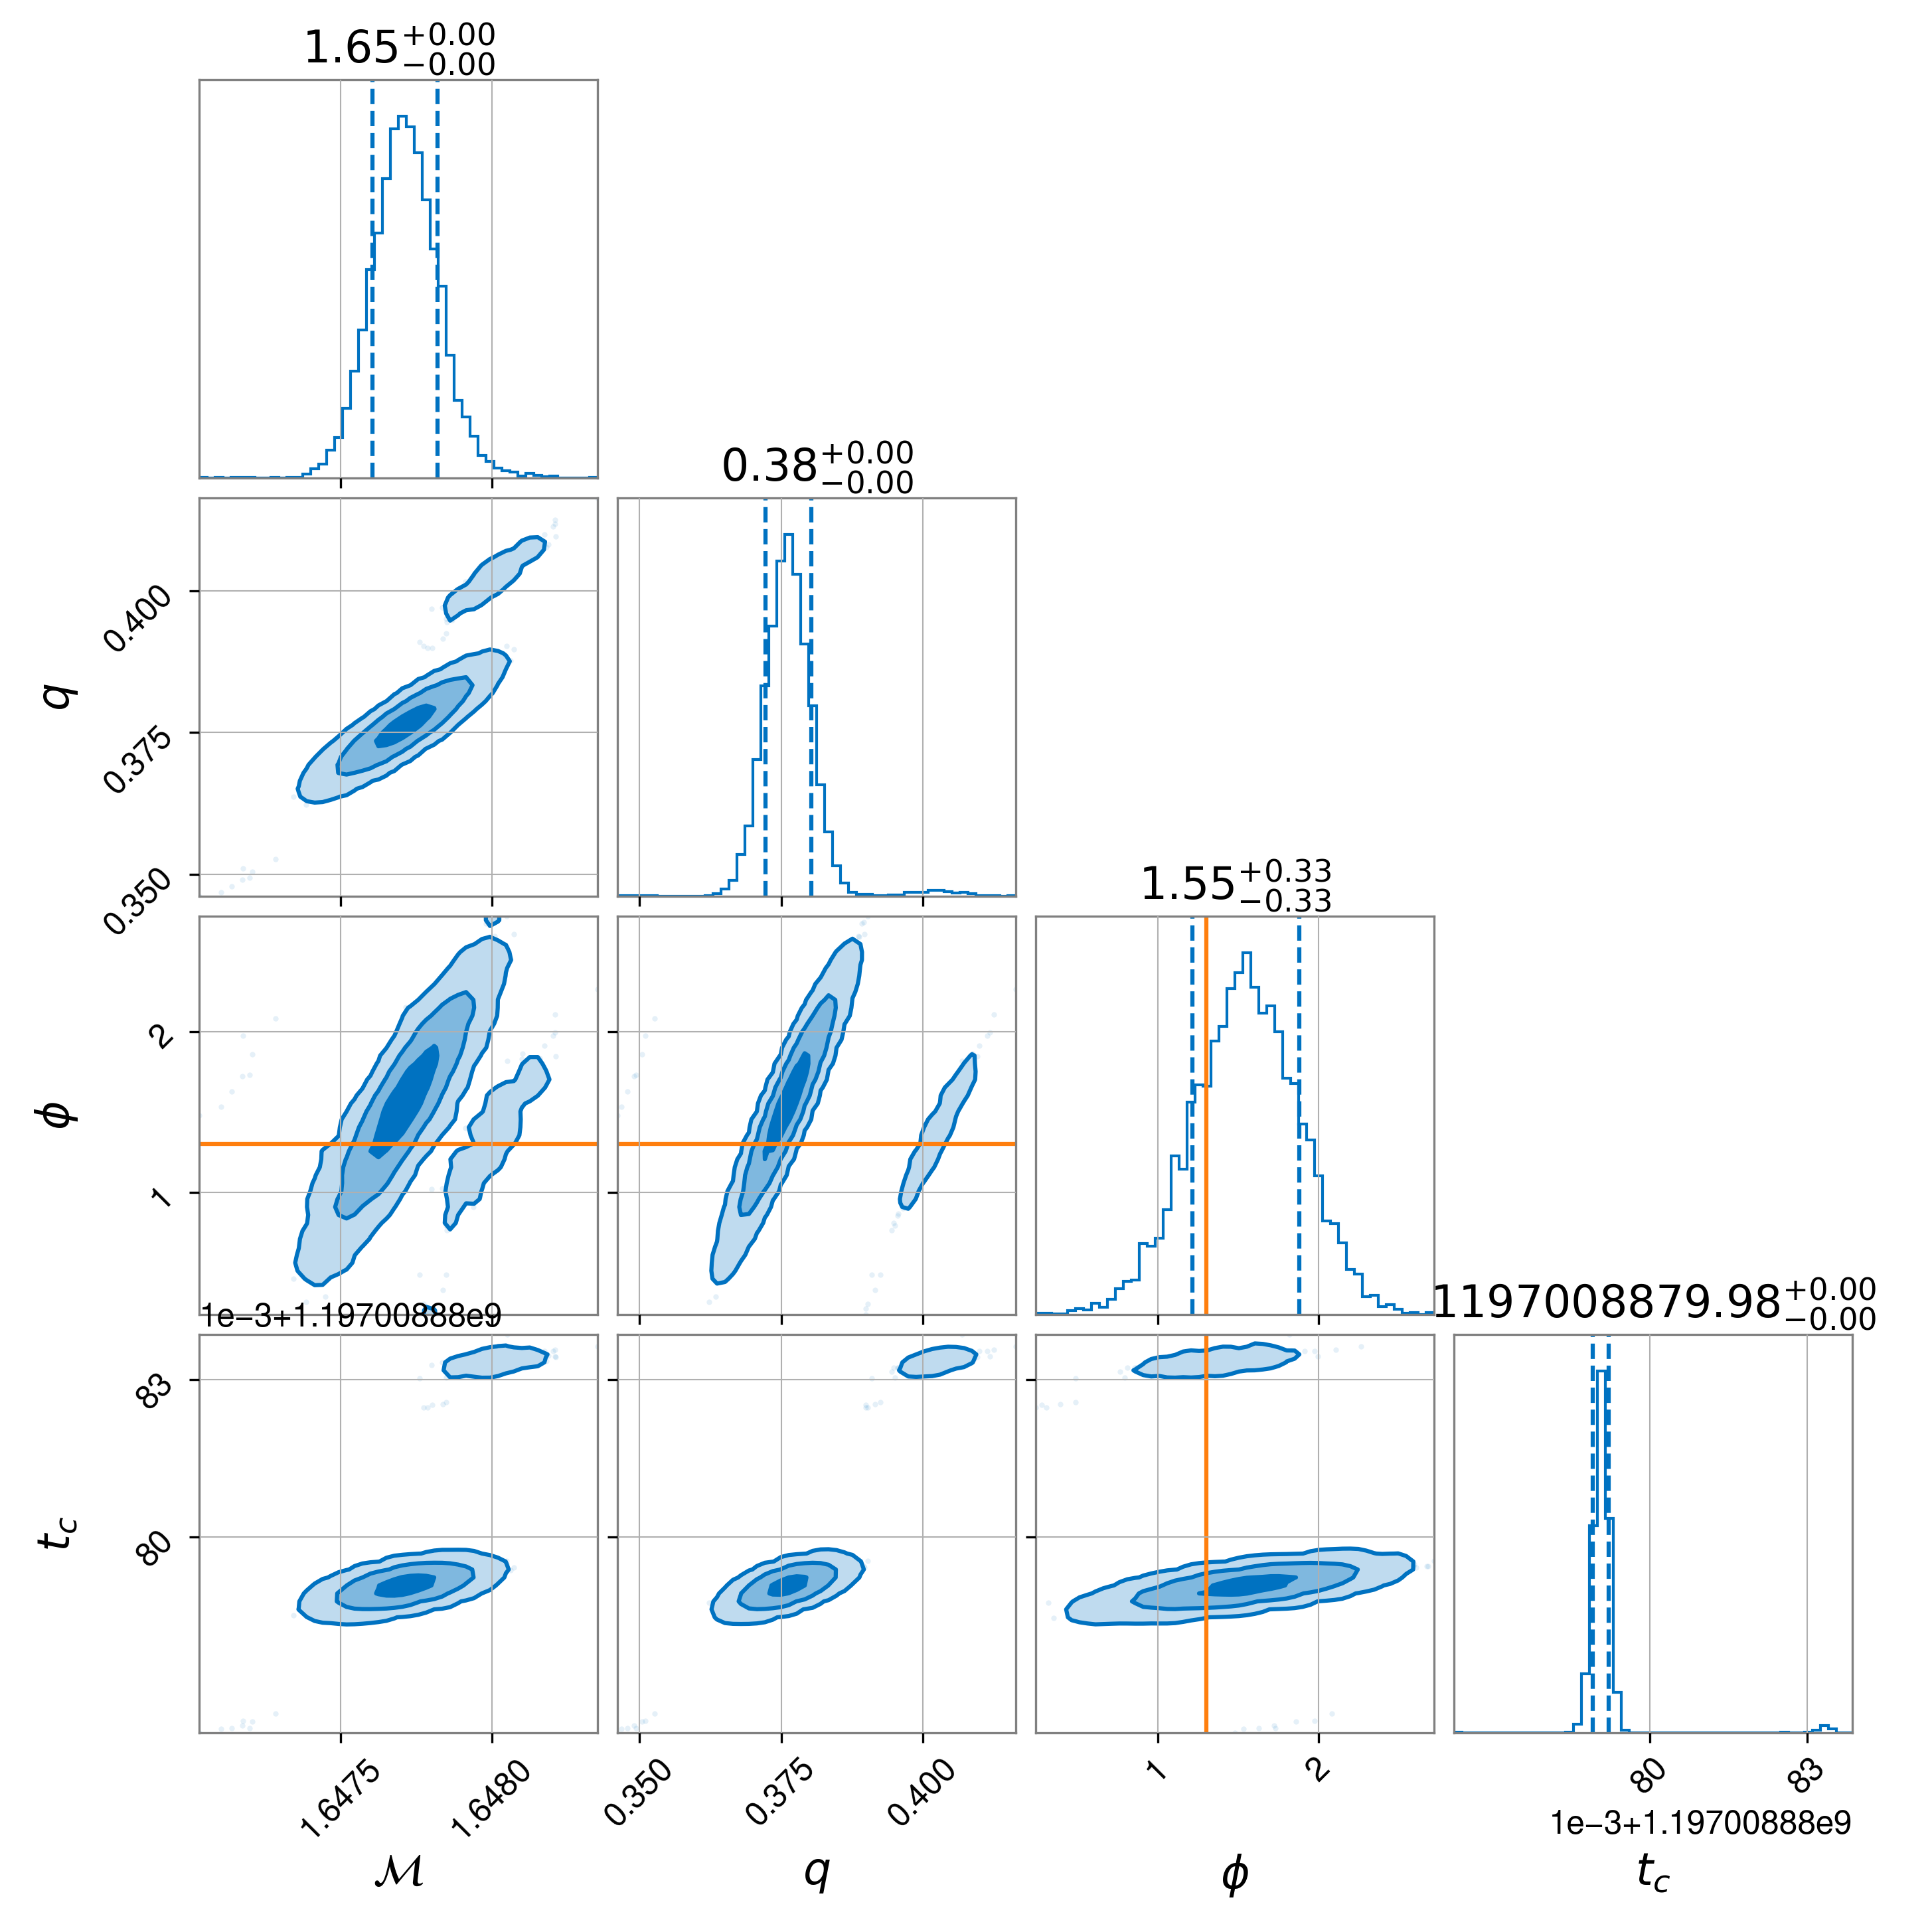 1.65+0.00−0.00
0.38+0.00−0.00
0.400
0.375
0.350
q
1.55+0.33−0.33
2
1
ϕ
1e−3+1.19700888e9
1197008879.98+0.00−0.00
83
80
t_c
1.6475 1.6480 0.350 0.375 0.400 1 2 80 83
1e−3+1.19700888e9
ℳ q ϕ t_c